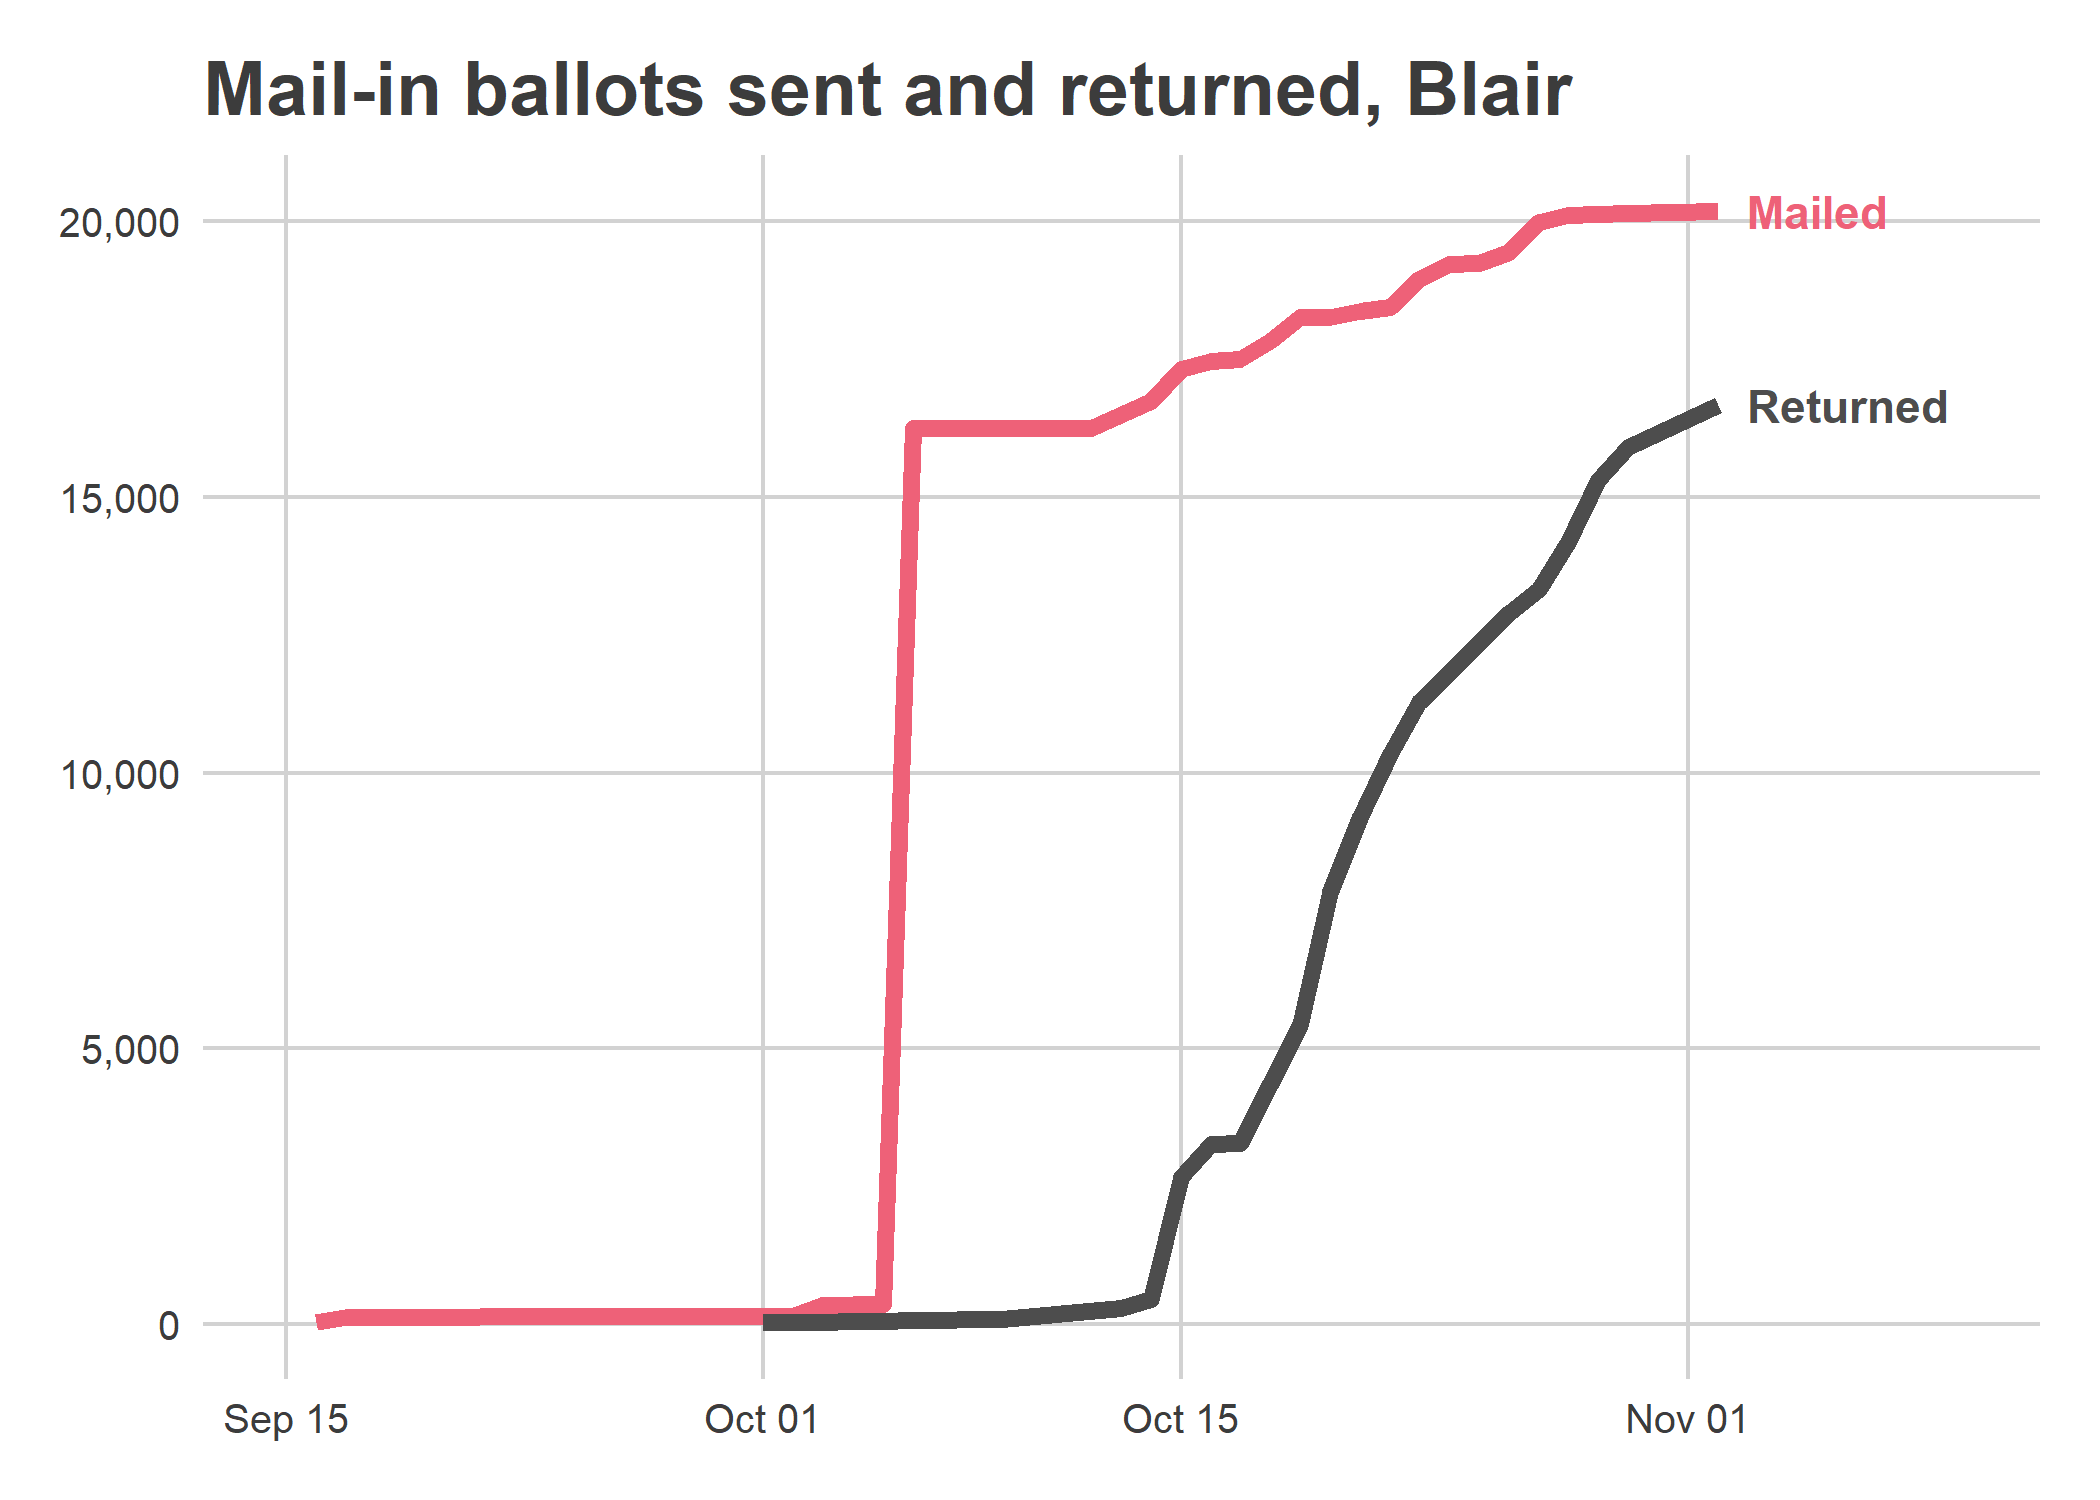 Mail-in ballots sent and returned, Blair
20,000
15,000
10,000
5,000
0
Mailed
Returned
Sep 15
Oct 01
Oct 15
Nov 01